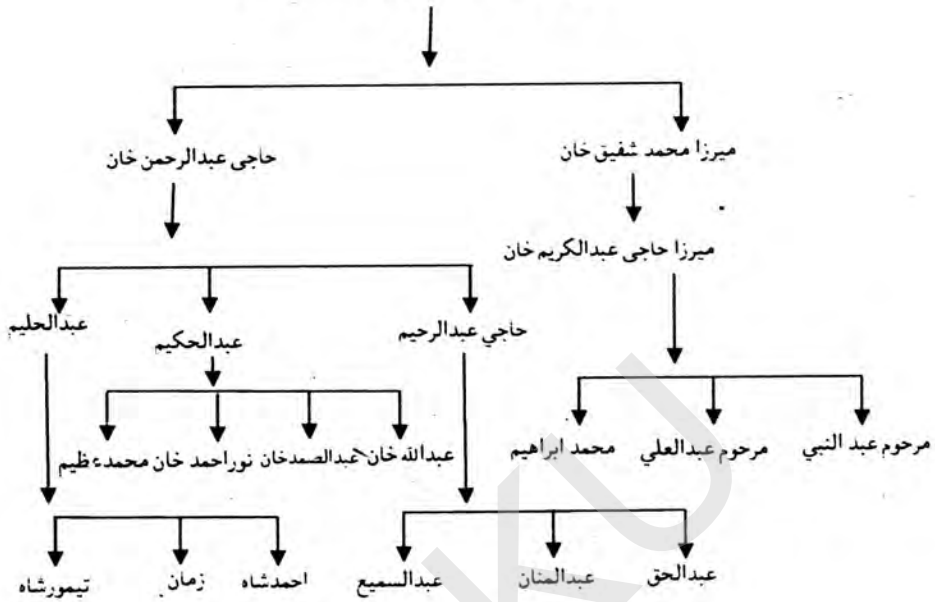 میرزا محمد شفیق خان
حاجی عبدالرحمن خان
میرزا حاجی عبدالکریم خان
حاجي عبدالرحیم
عبدالحکیم
عبدالحلیم
مرحوم عبد النبي
مرحوم عبدالعلي
محمد ابراهیم
عبدالله خان
عبدالصمدخان
نوراحمد خان
محمدعظیم
عبدالحق
عبدالمنان
عبدالسمیع
احمدشاه
زمان
تیمورشاه
KU